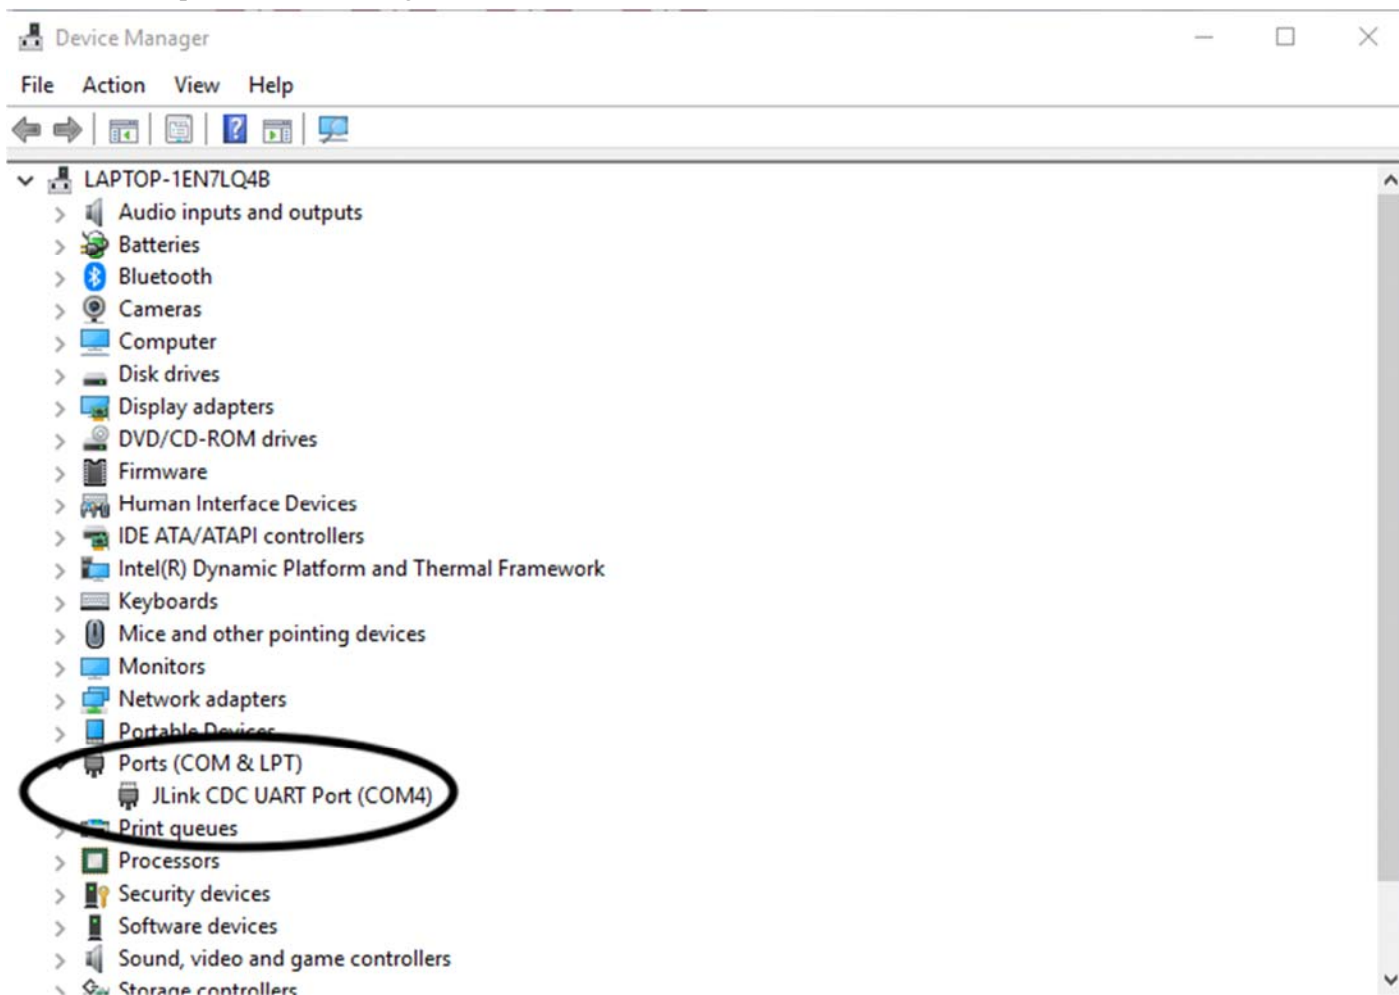 Device Manager
File Action View Help
LAPTOP-1EN7LQ4B
Audio inputs and outputs
Batteries
Bluetooth
Cameras
Computer
Disk drives
Display adapters
DVD/CD-ROM drives
Firmware
Human Interface Devices
IDE ATA/ATAPI controllers
Intel(R) Dynamic Platform and Thermal Framework
Keyboards
Mice and other pointing devices
Monitors
Network adapters
Portable Devices
Ports (COM & LPT)
JLink CDC UART Port (COM4)
Print queues
Processors
Security devices
Software devices
Sound, video and game controllers
Storage controllers